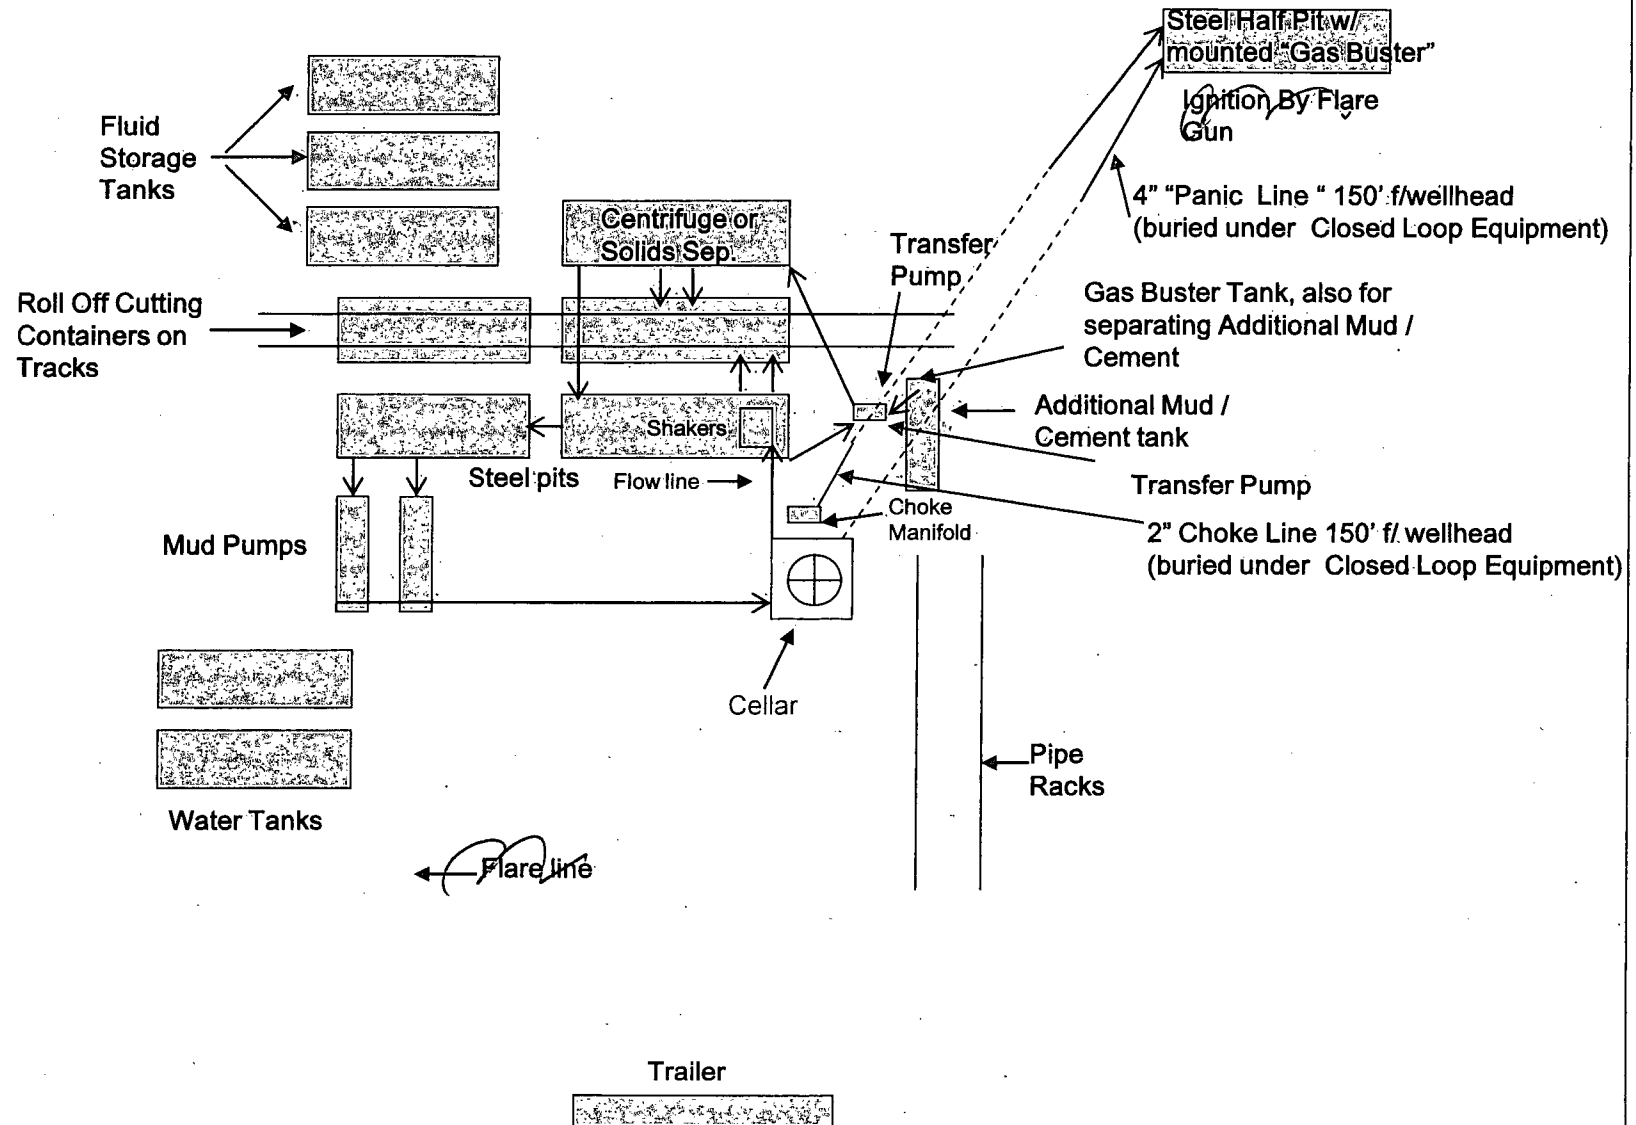 Steel Half Pit w/
mounted “Gas Buster”
Ignition By Flare
Gun
Fluid
Storage
Tanks
4” “Panic Line “ 150’ f/wellhead
(buried under Closed Loop Equipment)
Centrifuge or
Solids Sep.
Transfer
Pump
Gas Buster Tank, also for
separating Additional Mud /
Cement
Roll Off Cutting
Containers on
Tracks
Additional Mud /
Cement tank
Shakers
Steel pits
Flow line
Transfer Pump
Choke
Manifold
2” Choke Line 150’ f/ wellhead
(buried under Closed Loop Equipment)
Mud Pumps
Cellar
Pipe
Racks
Water Tanks
Flare line
Trailer